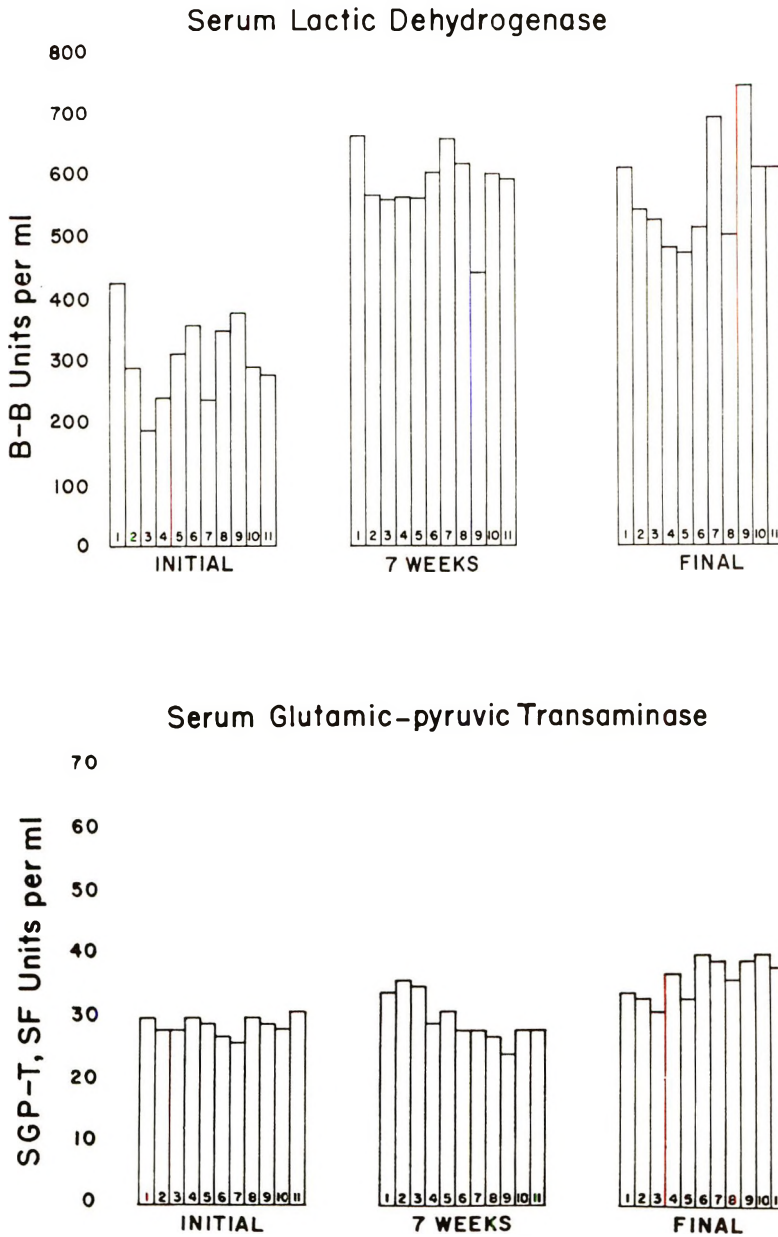 Serum Lactic Dehydrogenase
800
700
600
500
400
300
200
100
0
B-B Units per ml
1 2 3 4 5 6 7 8 9 10 11
1 2 3 4 5 6 7 8 9 10 11
1 2 3 4 5 6 7 8 9 10 11
INITIAL
7 WEEKS
FINAL
Serum Glutamic-pyruvic Transaminase
70
60
50
40
30
20
10
0
SGP-T, SF Units per ml
1 2 3 4 5 6 7 8 9 10 11
1 2 3 4 5 6 7 8 9 10 11
1 2 3 4 5 6 7 8 9 10 1
INITIAL
7 WEEKS
FINAL